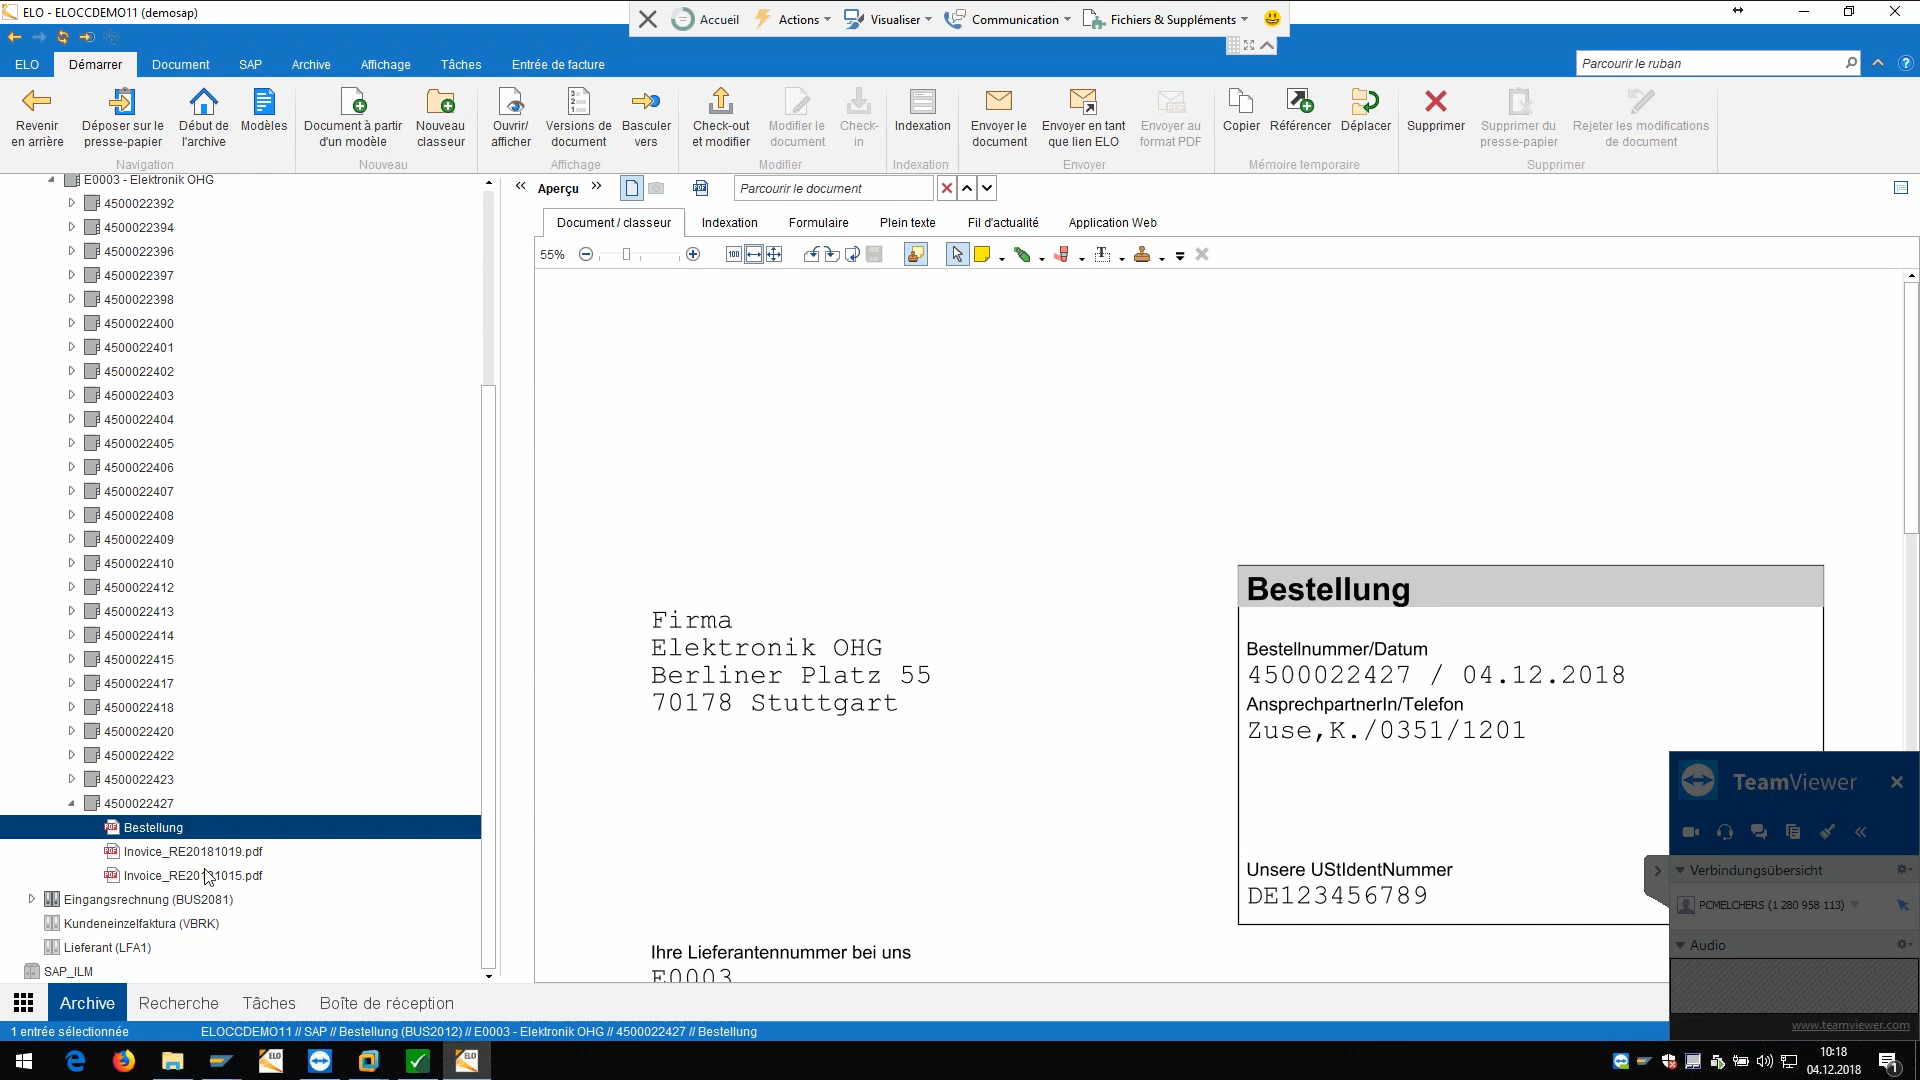 ELO - ELOCCDEMO11 (demosap)
Accueil
Actions
Visualiser
Communication
Fichiers & Suppléments
ELO
Démarrer
Document
SAP
Archive
Affichage
Tâches
Entrée de facture
Parcourir le ruban
Revenir en arrière
Déposer sur le presse-papier
Début de l'archive
Modèles
Document à partir d'un modèle
Nouveau classeur
Ouvrir/ afficher
Versions de document
Basculer vers
Check-out et modifier
Modifier le document
Check-in
Indexation
Envoyer le document
Envoyer en tant que lien ELO
Envoyer au format PDF
Copier
Référencer
Déplacer
Supprimer
Supprimer du presse-papier
Rejeter les modifications de document
Navigation
Nouveau
Affichage
Modifier
Indexation
Envoyer
Mémoire temporaire
Supprimer
E0003 - Elektronik OHG
4500022392
4500022394
4500022396
4500022397
4500022398
4500022400
4500022401
4500022402
4500022403
4500022404
4500022405
4500022406
4500022407
4500022408
4500022409
4500022410
4500022412
4500022413
4500022414
4500022415
4500022417
4500022418
4500022420
4500022422
4500022423
4500022427
Bestellung
Inovice_RE20181019.pdf
Eingangsrechnung (BUS2081)
Kundeneinzelfaktura (VBRK)
Lieferant (LFA1)
SAP_ILM
Aperçu
Parcourir le document
Document / classeur
Indexation
Formulaire
Plein texte
Fil d'actualité
Application Web
55%
100
Bestellung
Firma
Elektronik OHG
Berliner Platz 55
70178 Stuttgart
Bestellnummer/Datum
4500022427 / 04.12.2018
AnsprechpartnerIn/Telefon
Zuse,K./0351/1201
Unsere UStIdentNummer
DE123456789
Ihre Lieferantennummer bei uns
E0003
TeamViewer
Verbindungsübersicht
PCMELCHERS (1 280 958 113)
Audio
www.teamviewer.com
Archive
Recherche
Tâches
Boîte de réception
1 entrée sélectionnée
ELOCCDEMO11 // SAP // Bestellung (BUS2012) // E0003 - Elektronik OHG // 4500022427 // Bestellung
10:18
04.12.2018